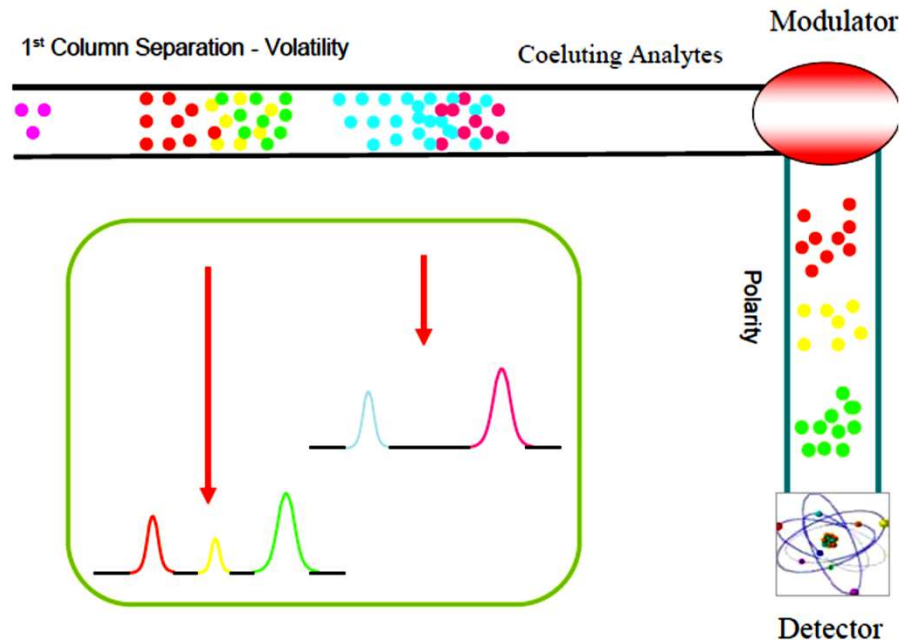 Modulator
1st Column Separation - Volatility
Coeluting Analytes
Polarity
Detector